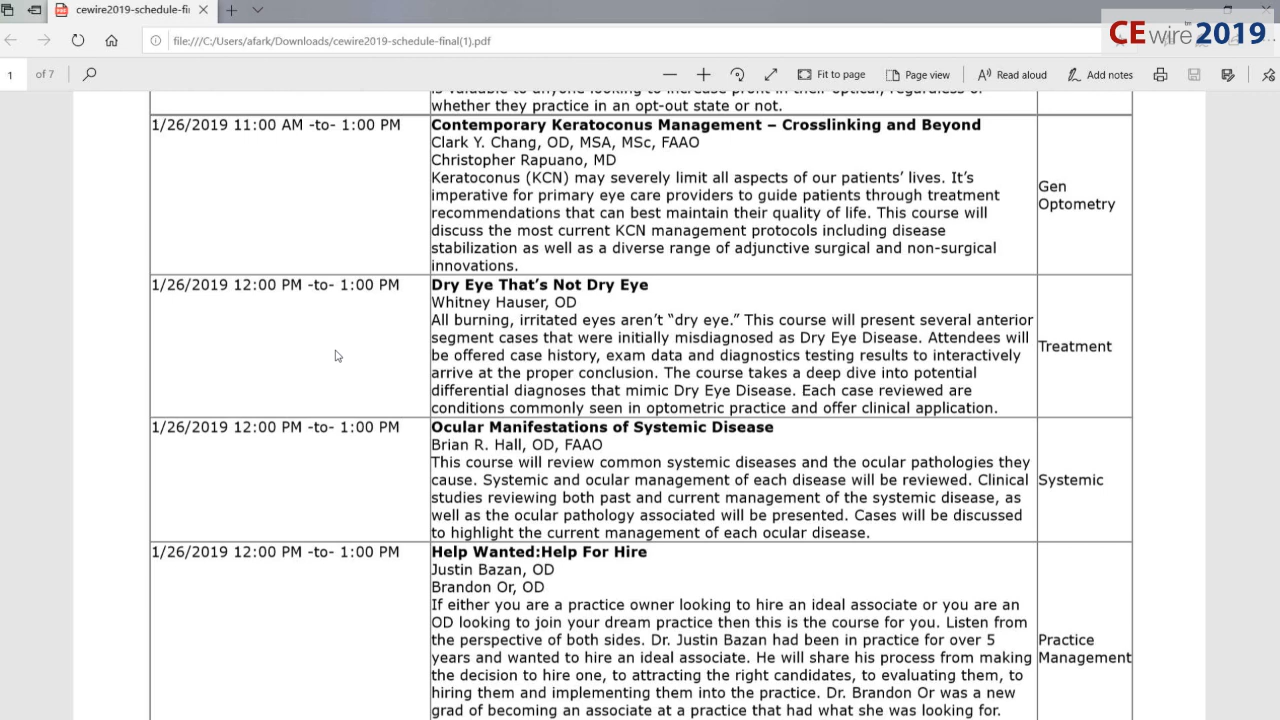 cewire2019-schedule-fi
CEwire2019
file:///C:/Users/afark/Downloads/cewire2019-schedule-final(1).pdf
1 of 7 Fit to page Page view Read aloud Add notes
is valuable to anyone looking to increase profit in their optical, regardless of
whether they practice in an opt-out state or not.
1/26/2019 11:00 AM -to- 1:00 PM
Contemporary Keratoconus Management – Crosslinking and Beyond
Clark Y. Chang, OD, MSA, MSc, FAAO
Christopher Rapuano, MD
Keratoconus (KCN) may severely limit all aspects of our patients’ lives. It’s
imperative for primary eye care providers to guide patients through treatment
recommendations that can best maintain their quality of life. This course will
discuss the most current KCN management protocols including disease
stabilization as well as a diverse range of adjunctive surgical and non-surgical
innovations.
Gen
Optometry
1/26/2019 12:00 PM -to- 1:00 PM
Dry Eye That’s Not Dry Eye
Whitney Hauser, OD
All burning, irritated eyes aren’t “dry eye.” This course will present several anterior
segment cases that were initially misdiagnosed as Dry Eye Disease. Attendees will
be offered case history, exam data and diagnostics testing results to interactively
arrive at the proper conclusion. The course takes a deep dive into potential
differential diagnoses that mimic Dry Eye Disease. Each case reviewed are
conditions commonly seen in optometric practice and offer clinical application.
Treatment
1/26/2019 12:00 PM -to- 1:00 PM
Ocular Manifestations of Systemic Disease
Brian R. Hall, OD, FAAO
This course will review common systemic diseases and the ocular pathologies they
cause. Systemic and ocular management of each disease will be reviewed. Clinical
studies reviewing both past and current management of the systemic disease, as
well as the ocular pathology associated will be presented. Cases will be discussed
to highlight the current management of each ocular disease.
Systemic
1/26/2019 12:00 PM -to- 1:00 PM
Help Wanted:Help For Hire
Justin Bazan, OD
Brandon Or, OD
If either you are a practice owner looking to hire an ideal associate or you are an
OD looking to join your dream practice then this is the course for you. Listen from
the perspective of both sides. Dr. Justin Bazan had been in practice for over 5
years and wanted to hire an ideal associate. He will share his process from making
the decision to hire one, to attracting the right candidates, to evaluating them, to
hiring them and implementing them into the practice. Dr. Brandon Or was a new
grad of becoming an associate at a practice that had what she was looking for.
Practice
Management